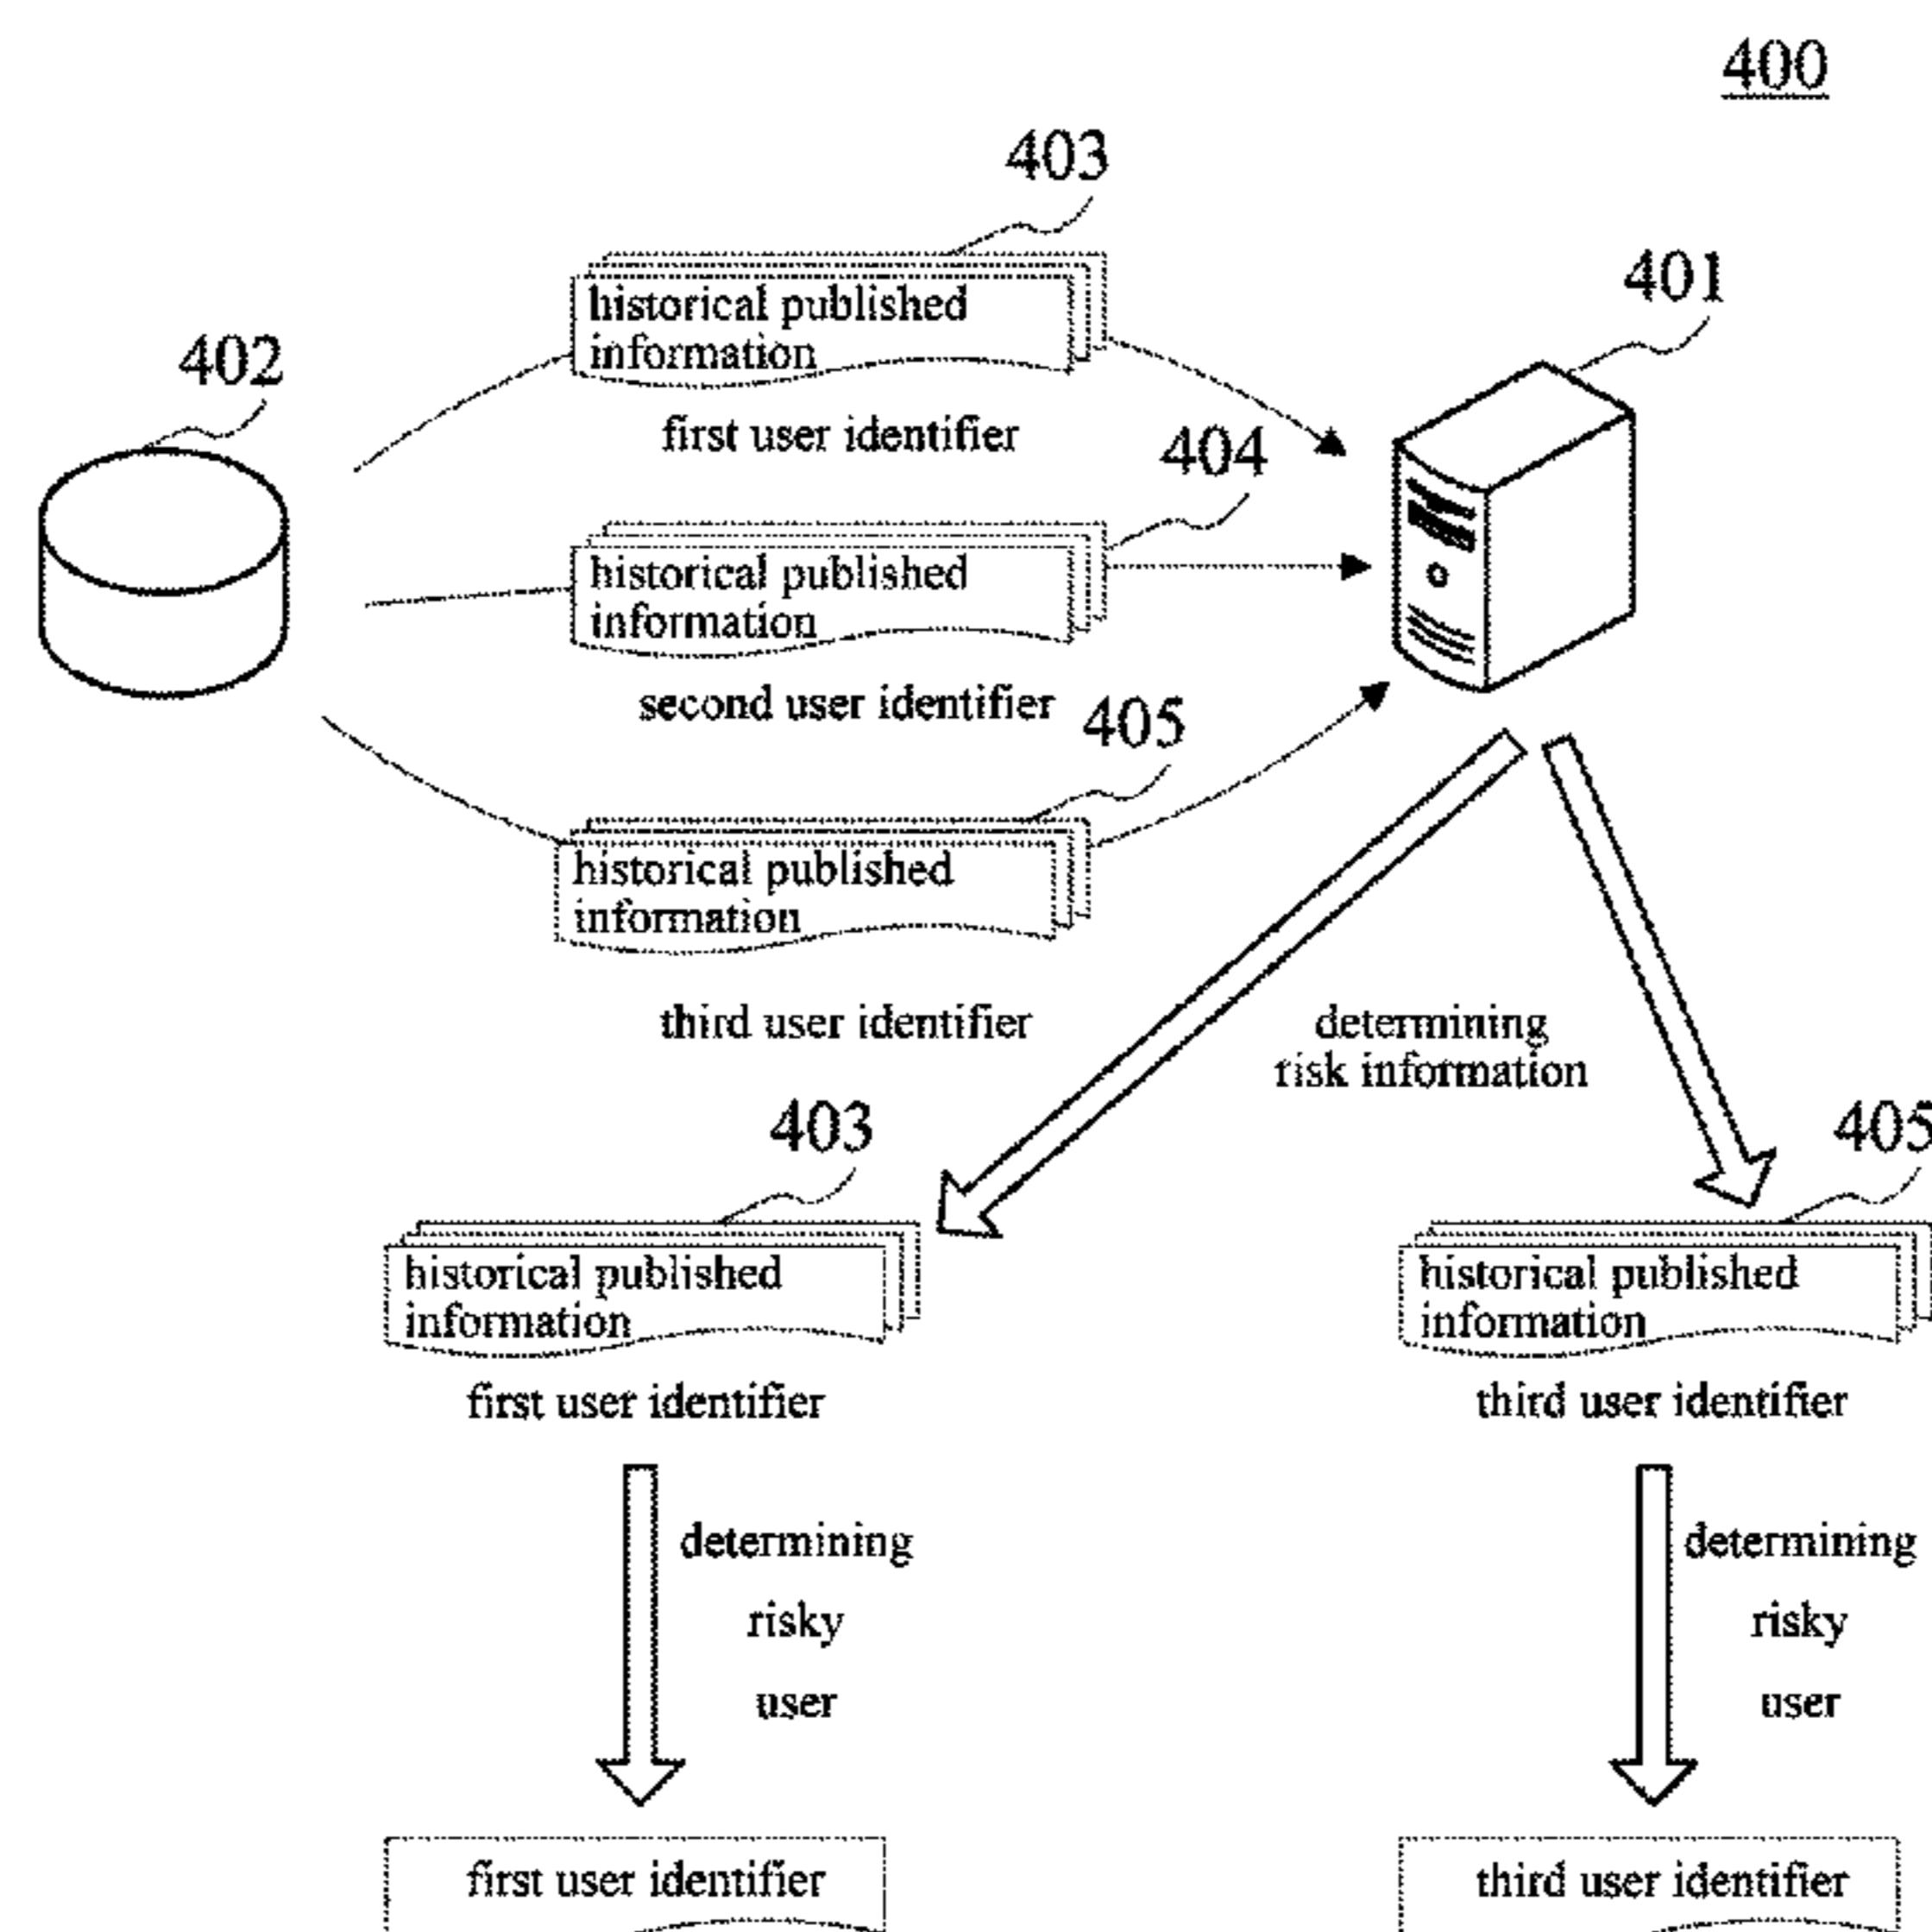 400
403
historical published
information
401
402
first user identifier
404
historical published
information
second user identifier
405
historical published
information
third user identifier
determining
risk information
403
405
historical published
information
historical published
information
first user identifier
third user identifier
determining
risky
user
determining
risky
user
first user identifier
third user identifier